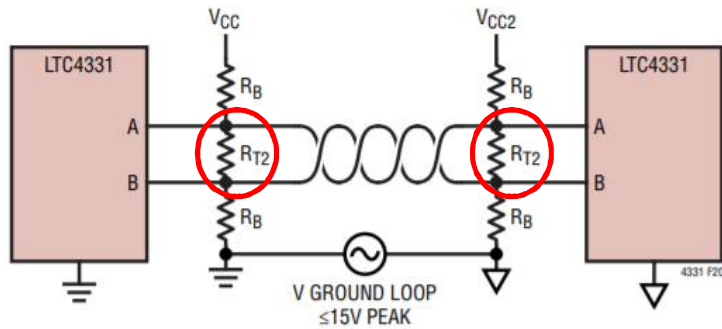 VCC
VCC2
LTC4331
LTC4331
RB
RB
A
A
RT2
RT2
B
B
RB
RB
4331 F20
V GROUND LOOP
≤15V PEAK